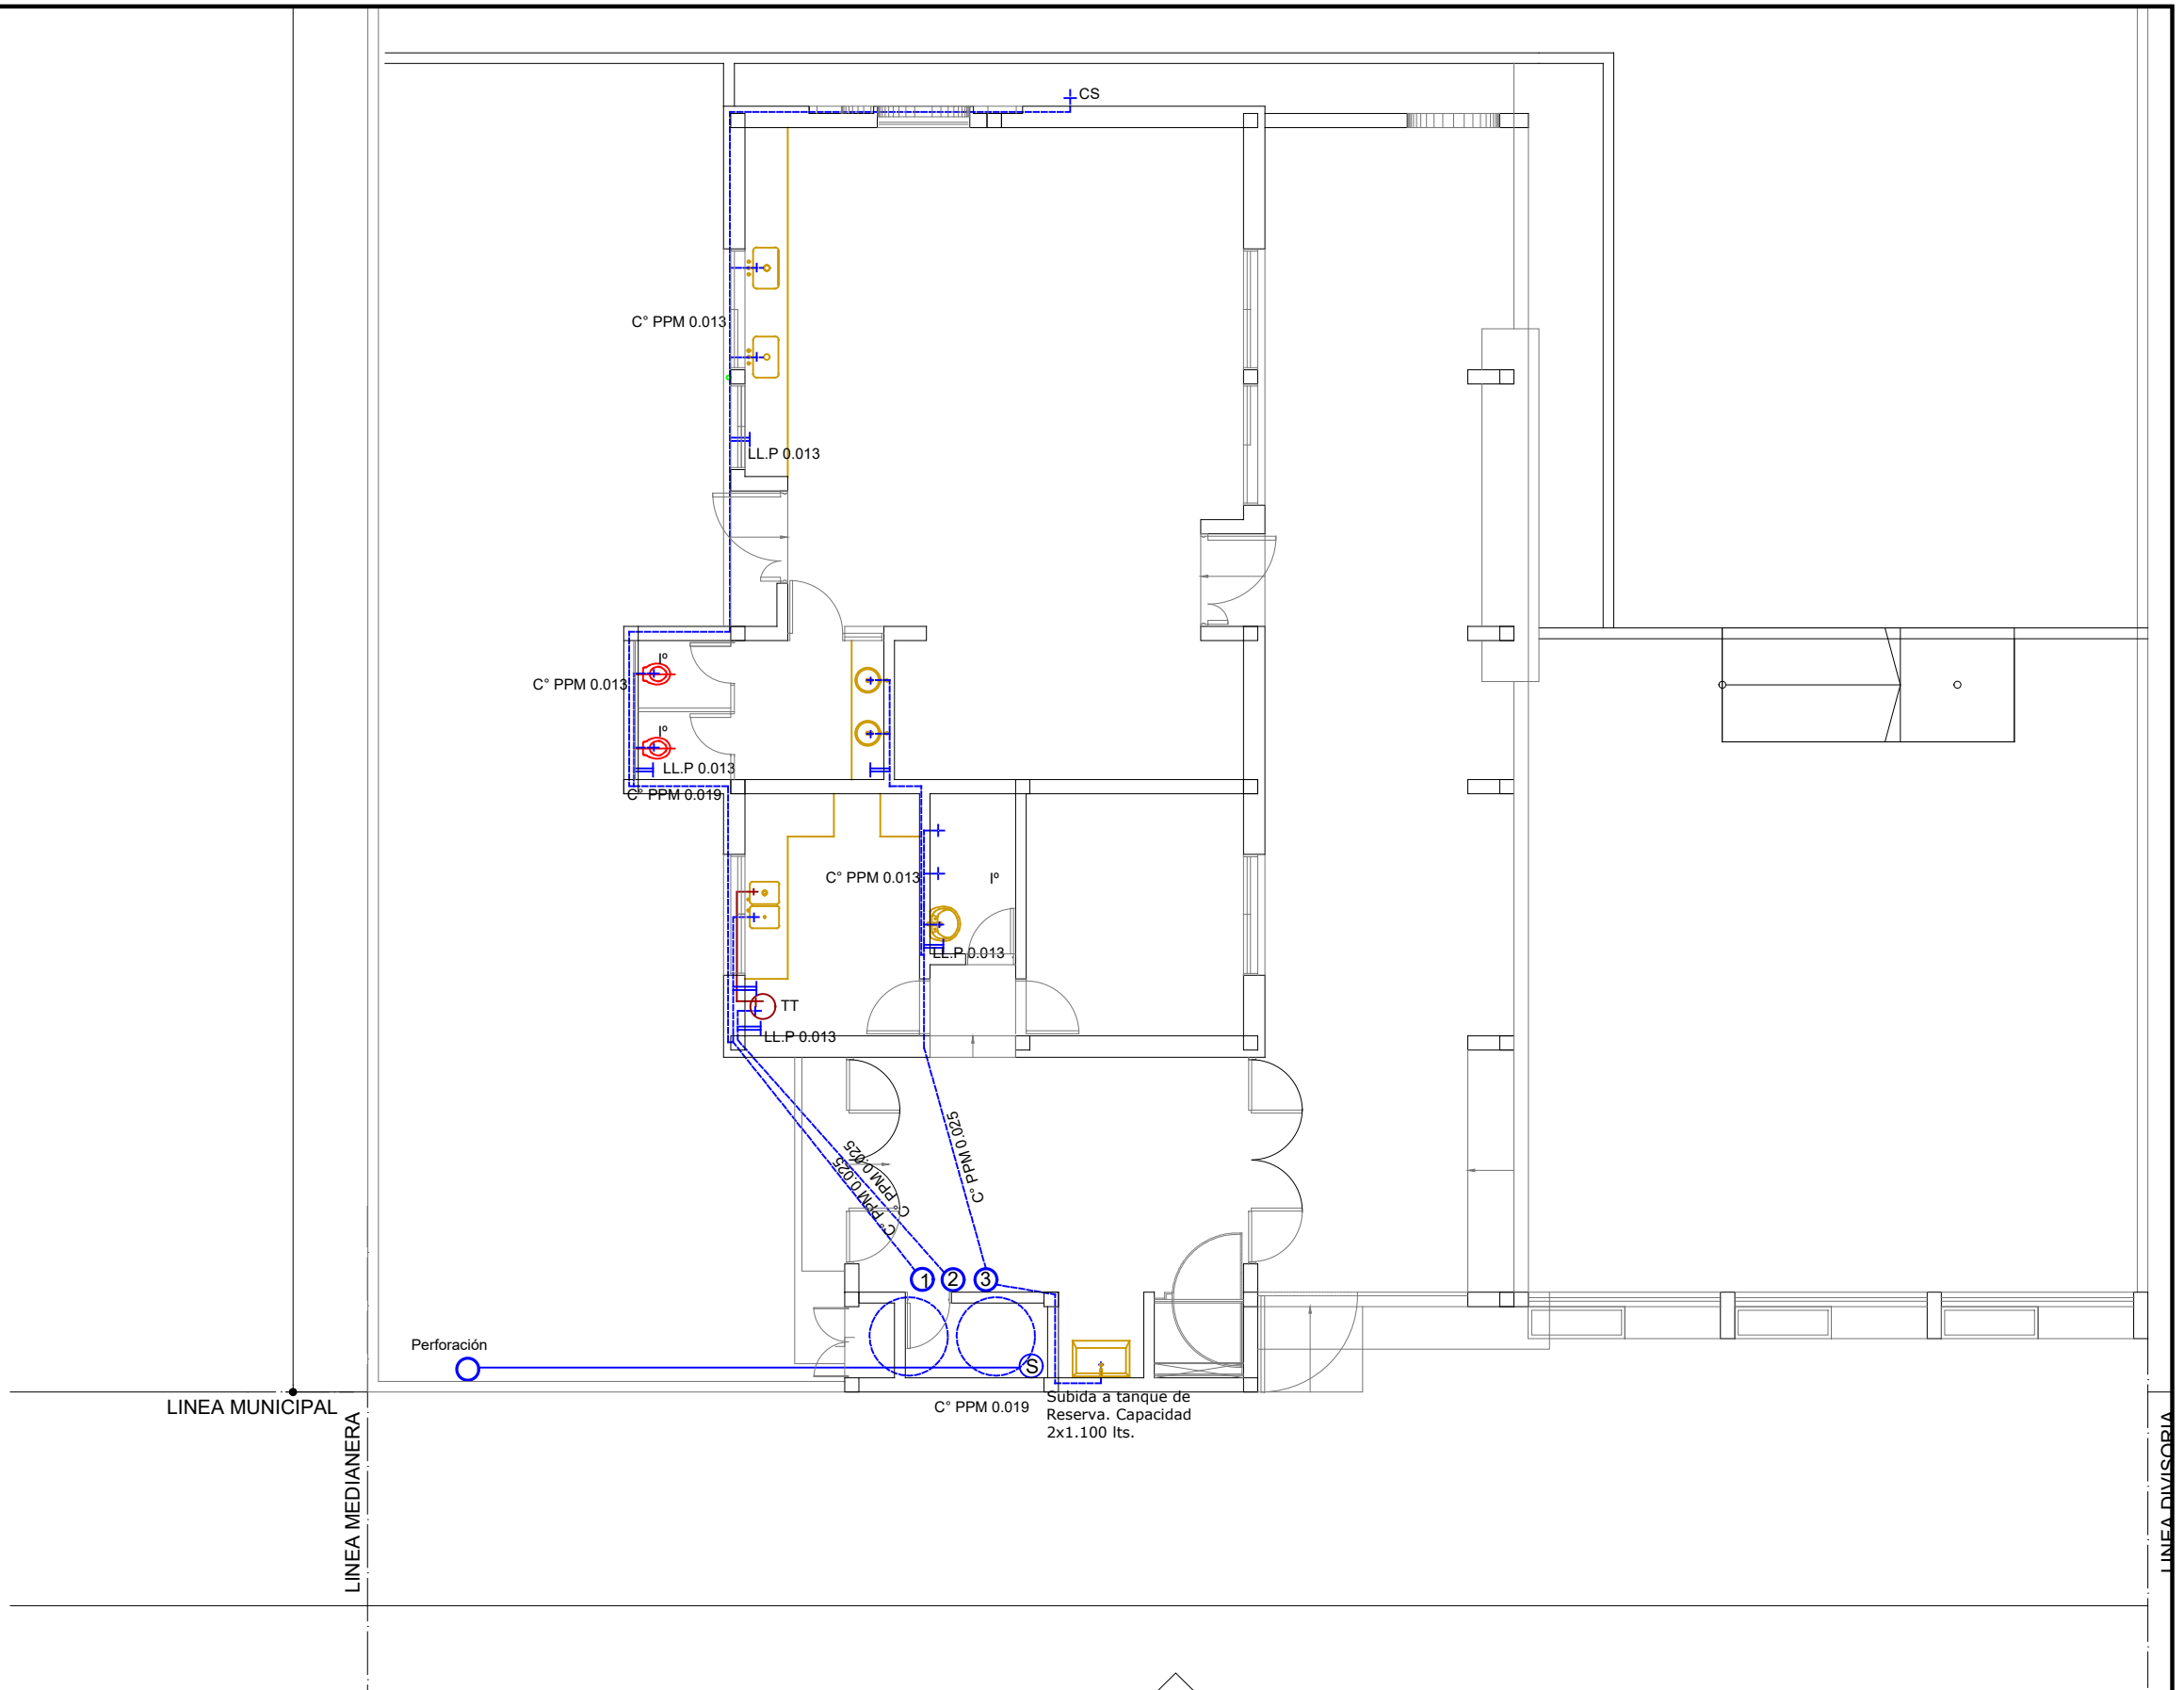 CS
C° PPM 0.013
LL.P 0.013
I°
C° PPM 0.013
I°
LL.P 0.013
C° PPM 0.019
C° PPM 0.013
I°
LL.P 0.013
TT
LL.P 0.013
C° PPM 0.025
C° PPM 0.025
C° PPM 0.025
1
2
3
Perforación
S
LINEA MUNICIPAL
C° PPM 0.019
Subida a tanque de
Reserva. Capacidad
2x1.100 lts.
LINEA MEDIANERA
LINEA DIVISORIA